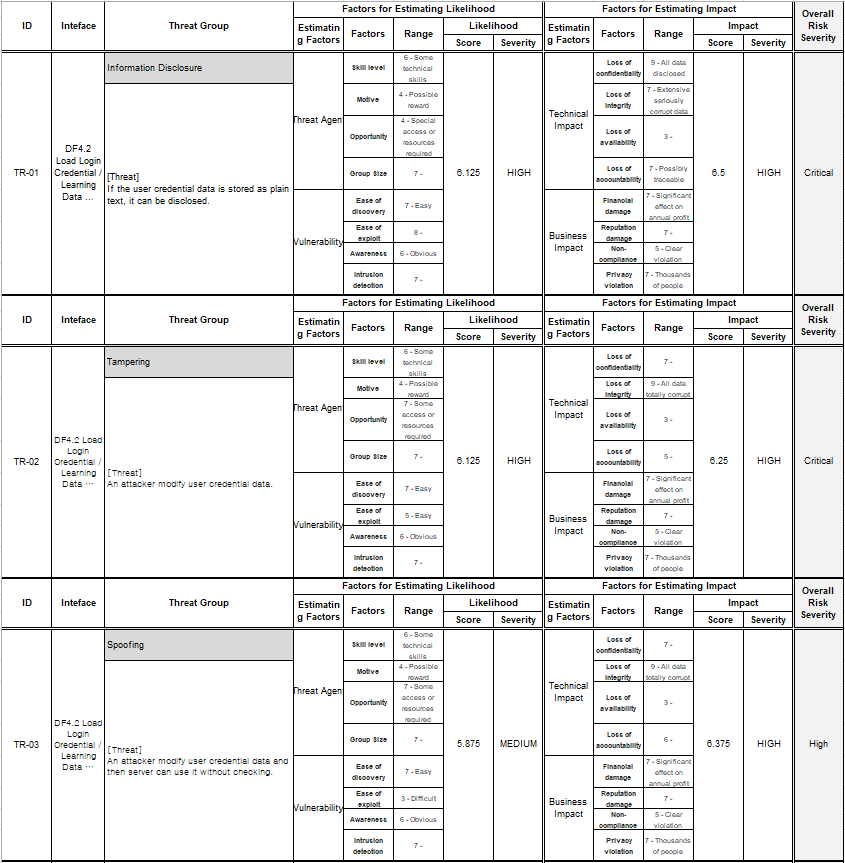 ID Inteface Threat Group Factors for Estimating Likelihood Factors for Estimating Impact Overall Risk Severity
Estimatin g Factors Factors Range Likelihood Estimatin g Factors Factors Range Impact
Score Severity Score Severity
TR-01
DF4.2
Load Login
Credential /
Learning
Data ...
Information Disclosure
[Threat]
If the user credential data is stored as plain
text, it can be disclosed.
Threat Agent
Skill level 6 - Some technical skills
Motive 4 - Possible reward
Opportunity 4 - Special access or resources required
Group Size 7 -
Vulnerability
Ease of discovery 7 - Easy
Ease of exploit 8 -
Awareness 6 - Obvious
Intrusion detection 7 -
6.125 HIGH
Technical Impact
Loss of confidentiality 9 - All data disclosed
Loss of integrity 7 - Extensive seriously corrupt data
Loss of availability 3 -
Loss of accountability 7 - Possibly traceable
Business Impact
Financial damage 7 - Significant effect on annual profit
Reputation damage 7 -
Non-compliance 5 - Clear violation
Privacy violation 7 - Thousands of people
6.5 HIGH Critical
ID Inteface Threat Group Factors for Estimating Likelihood Factors for Estimating Impact Overall Risk Severity
Estimatin g Factors Factors Range Likelihood Estimatin g Factors Factors Range Impact
Score Severity Score Severity
TR-02
DF4.2 Load
Login
Credential /
Learning
Data ···
Tampering
[Threat]
An attacker modify user credential data.
Threat Agent
Skill level 6 - Some technical skills
Motive 4 - Possible reward
Opportunity 7 - Some access or resources required
Group Size 7 -
Vulnerability
Ease of discovery 7 - Easy
Ease of exploit 5 - Easy
Awareness 6 - Obvious
Intrusion detection 7 -
6.125 HIGH
Technical Impact
Loss of confidentiality 7 -
Loss of integrity 9 - All data totally corrupt
Loss of availability 3 -
Loss of accountability 5 -
Business Impact
Financial damage 7 - Significant effect on annual profit
Reputation damage 7 -
Non-compliance 5 - Clear violation
Privacy violation 7 - Thousands of people
6.25 HIGH Critical
ID Inteface Threat Group Factors for Estimating Likelihood Factors for Estimating Impact Overall Risk Severity
Estimatin g Factors Factors Range Likelihood Estimatin g Factors Factors Range Impact
Score Severity Score Severity
TR-03
DF4.2 Load
Login
Credential /
Learning
Data ···
Spoofing
[Threat]
An attacker modify user credential data and
then server can use it without checking.
Threat Agent
Skill level 6 - Some technical skills
Motive 4 - Possible reward
Opportunity 7 - Some access or resources required
Group Size 7 -
Vulnerability
Ease of discovery 7 - Easy
Ease of exploit 3 - Difficult
Awareness 6 - Obvious
Intrusion detection 7 -
5.875 MEDIUM
Technical Impact
Loss of confidentiality 7 -
Loss of integrity 9 - All data totally corrupt
Loss of availability 3 -
Loss of accountability 6 -
Business Impact
Financial damage 7 - Significant effect on annual profit
Reputation damage 7 -
Non-compliance 5 - Clear violation
Privacy violation 7 - Thousands of people
6.375 HIGH High